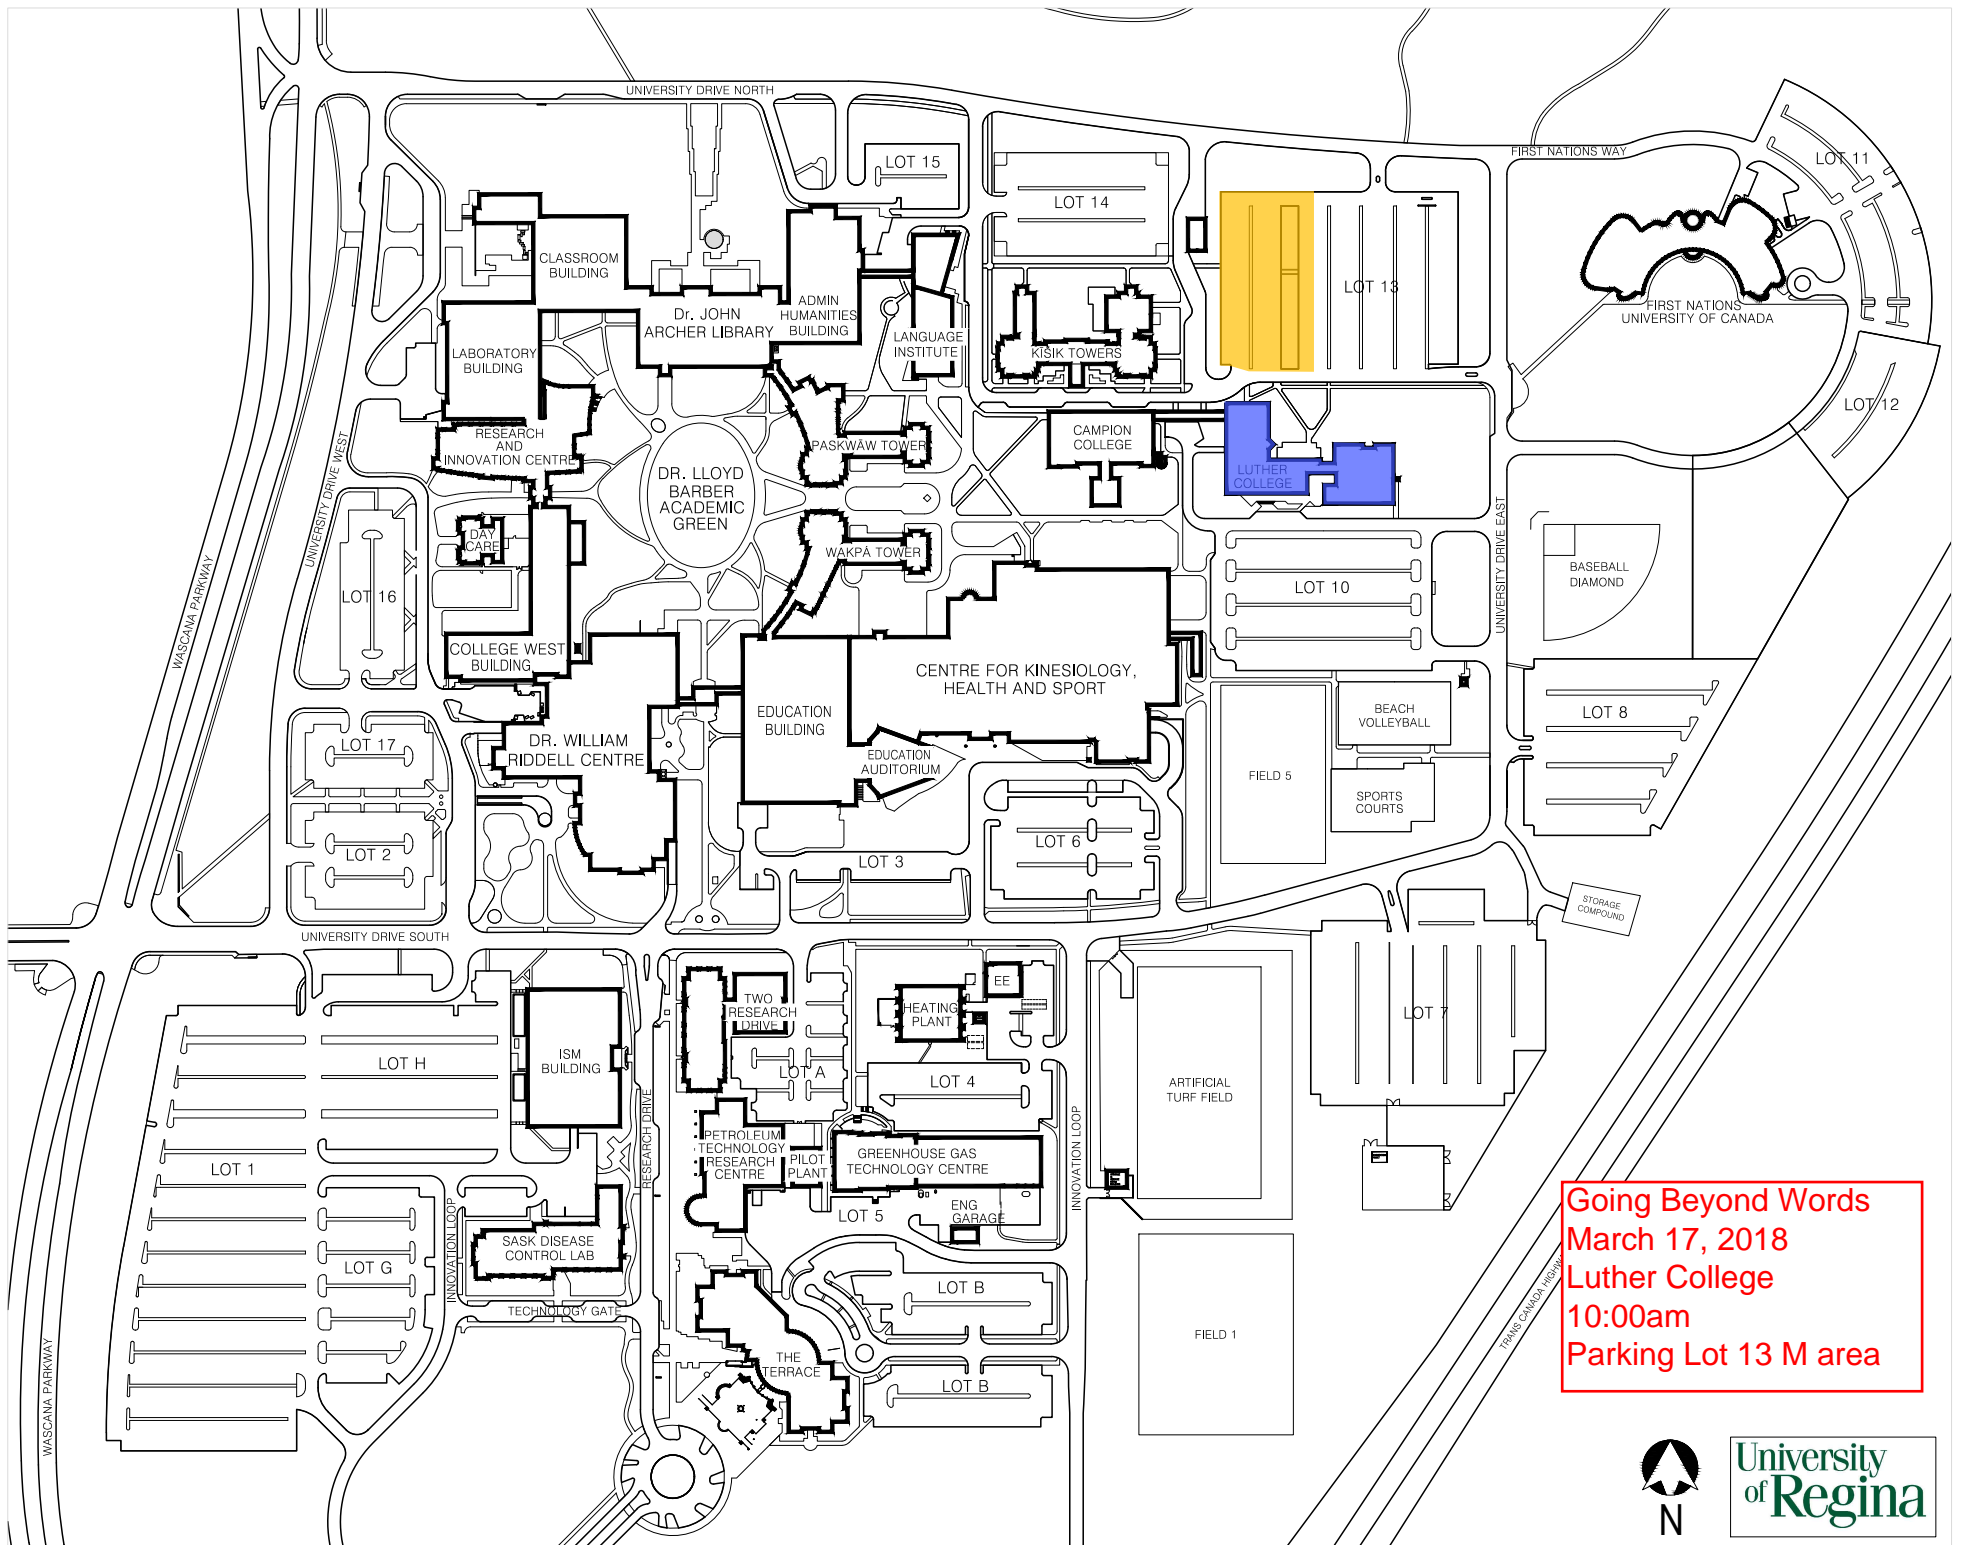 UNIVERSITY DRIVE NORTH
FIRST NATIONS WAY
LOT 11
LOT 15
LOT 14
CLASSROOM
BUILDING
ADMIN
HUMANITIES
BUILDING
Dr. JOHN
ARCHER LIBRARY
LANGUAGE
INSTITUTE
KĪSIK TOWERS
LOT 13
FIRST NATIONS
UNIVERSITY OF CANADA
LABORATORY
BUILDING
LOT 12
RESEARCH
AND
INNOVATION CENTRE
PASKWĀW TOWER
CAMPION
COLLEGE
LUTHER
COLLEGE
DR. LLOYD
BARBER
ACADEMIC
GREEN
UNIVERSITY DRIVE WEST
UNIVERSITY DRIVE EAST
DAY
CARE
WAKPĀ TOWER
LOT 10
BASEBALL
DIAMOND
WASCANA PARKWAY
LOT 16
COLLEGE WEST
BUILDING
CENTRE FOR KINESIOLOGY,
HEALTH AND SPORT
EDUCATION
BUILDING
BEACH
VOLLEYBALL
LOT 8
LOT 17
DR. WILLIAM
RIDDELL CENTRE
EDUCATION
AUDITORIUM
FIELD 5
SPORTS
COURTS
LOT 2
LOT 3
LOT 6
STORAGE
COMPOUND
UNIVERSITY DRIVE SOUTH
TWO
RESEARCH
DRIVE
HEATING
PLANT
EE
LOT 7
LOT H
ISM
BUILDING
LOT A
LOT 4
ARTIFICIAL
TURF FIELD
RESEARCH DRIVE
INNOVATION LOOP
PETROLEUM
TECHNOLOGY
RESEARCH
CENTRE
PILOT
PLANT
GREENHOUSE GAS
TECHNOLOGY CENTRE
LOT 1
LOT 5
ENG
GARAGE
INNOVATION LOOP
SASK DISEASE
CONTROL LAB
LOT G
TECHNOLOGY GATE
LOT B
THE
TERRACE
LOT B
FIELD 1
WASCANA PARKWAY
TRANS CANADA HIGHW
Going Beyond Words
March 17, 2018
Luther College
10:00am
Parking Lot 13 M area
N
University
of Regina